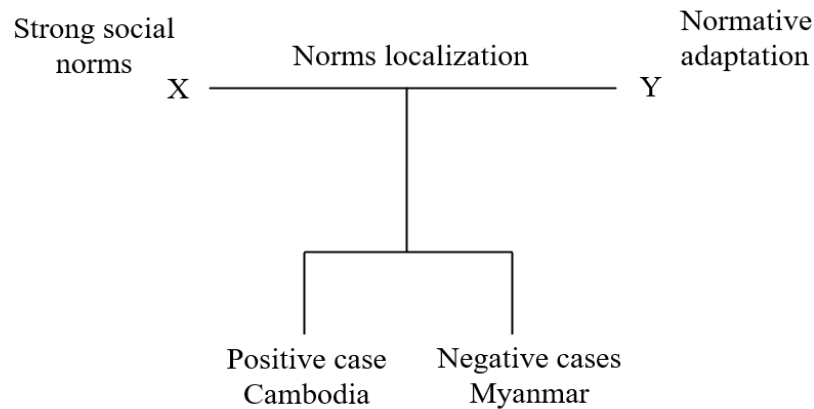 Strong social
norms
X
Norms localization
Y
Normative
adaptation
Positive case
Cambodia
Negative cases
Myanmar